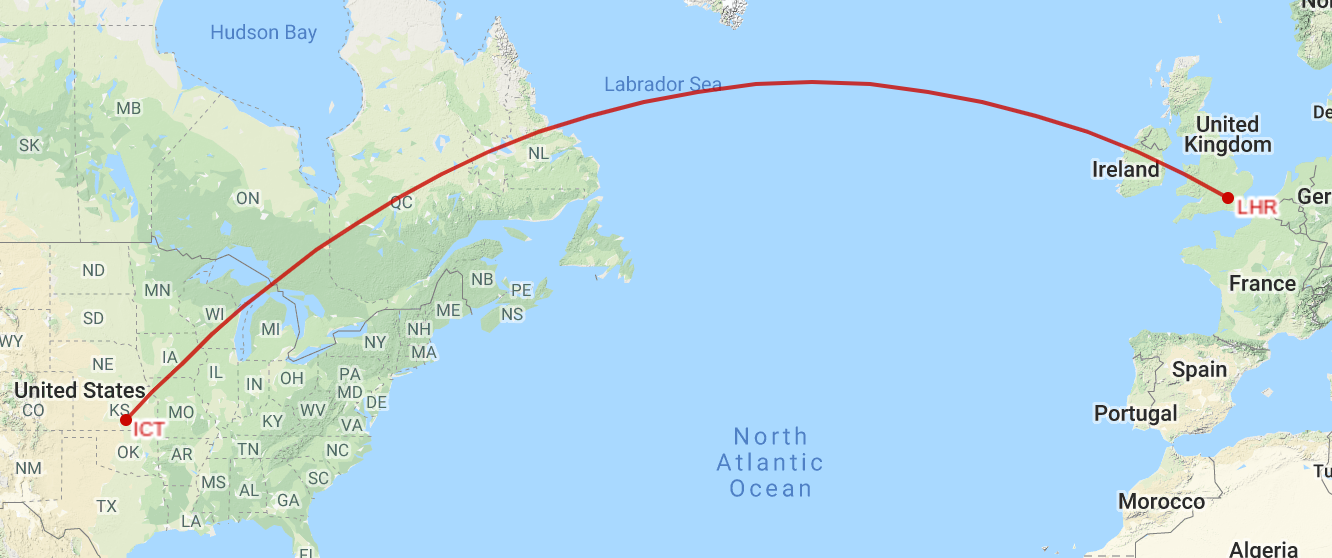 Hudson Bay
No
Labrador Sea
MB
De
United
Kingdom
SK
NL
Ireland
ON
QC
Ger
LHR
ND
NB
France
MN
PE
WI
NS
SD
ME
MI
NH
WY
NY
MA
IA
NE
IL
Spain
OH
PA
IN
United States
MD
DE
CO
KS
MO
WV
Portugal
KY
VA
ICT
North
Atlantic
Ocean
OK
AR
TN
NC
NM
Tu
MS
SC
AL
GA
TX
Morocco
LA
FL
Algeria